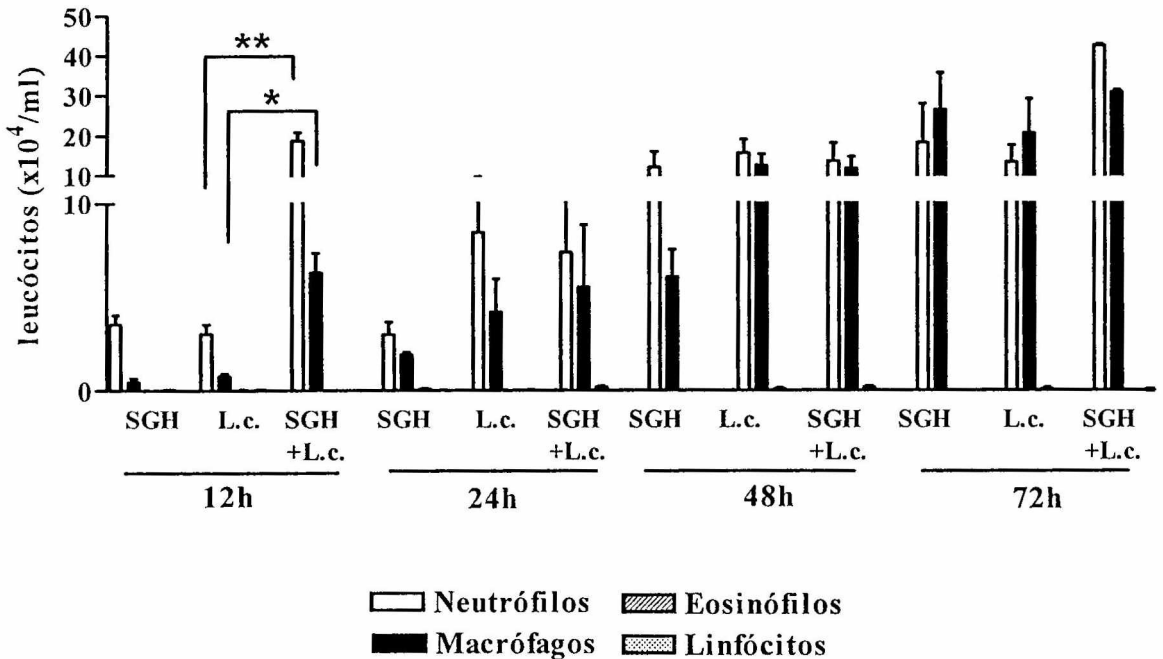 leucócitos (x10⁴/ml)
50
40
30
20
10
10
0
**
*
SGH L.c. SGH +L.c. SGH L.c. SGH +L.c. SGH L.c. SGH +L.c. SGH L.c. SGH +L.c.
12h 24h 48h 72h
Neutrófilos Eosinófilos
Macrófagos Linfócitos